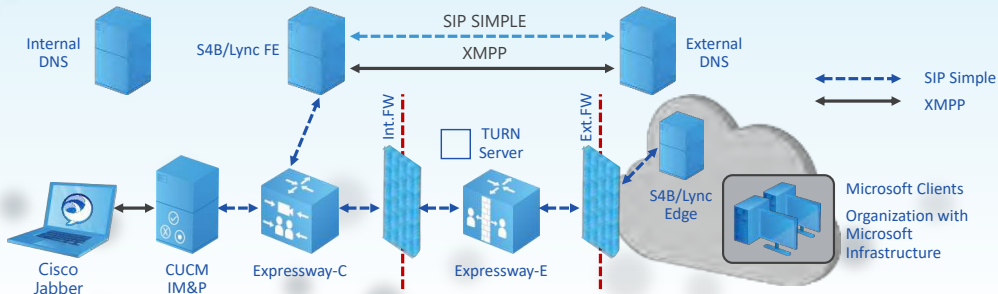 Internal
DNS
S4B/Lync FE
SIP SIMPLE
XMPP
External
DNS
SIP Simple
XMPP
Int.FW
TURN
Server
Ext.FW
S4B/Lync
Edge
Microsoft Clients
Organization with
Microsoft
Infrastructure
Cisco
Jabber
CUCM
IM&P
Expressway-C
Expressway-E